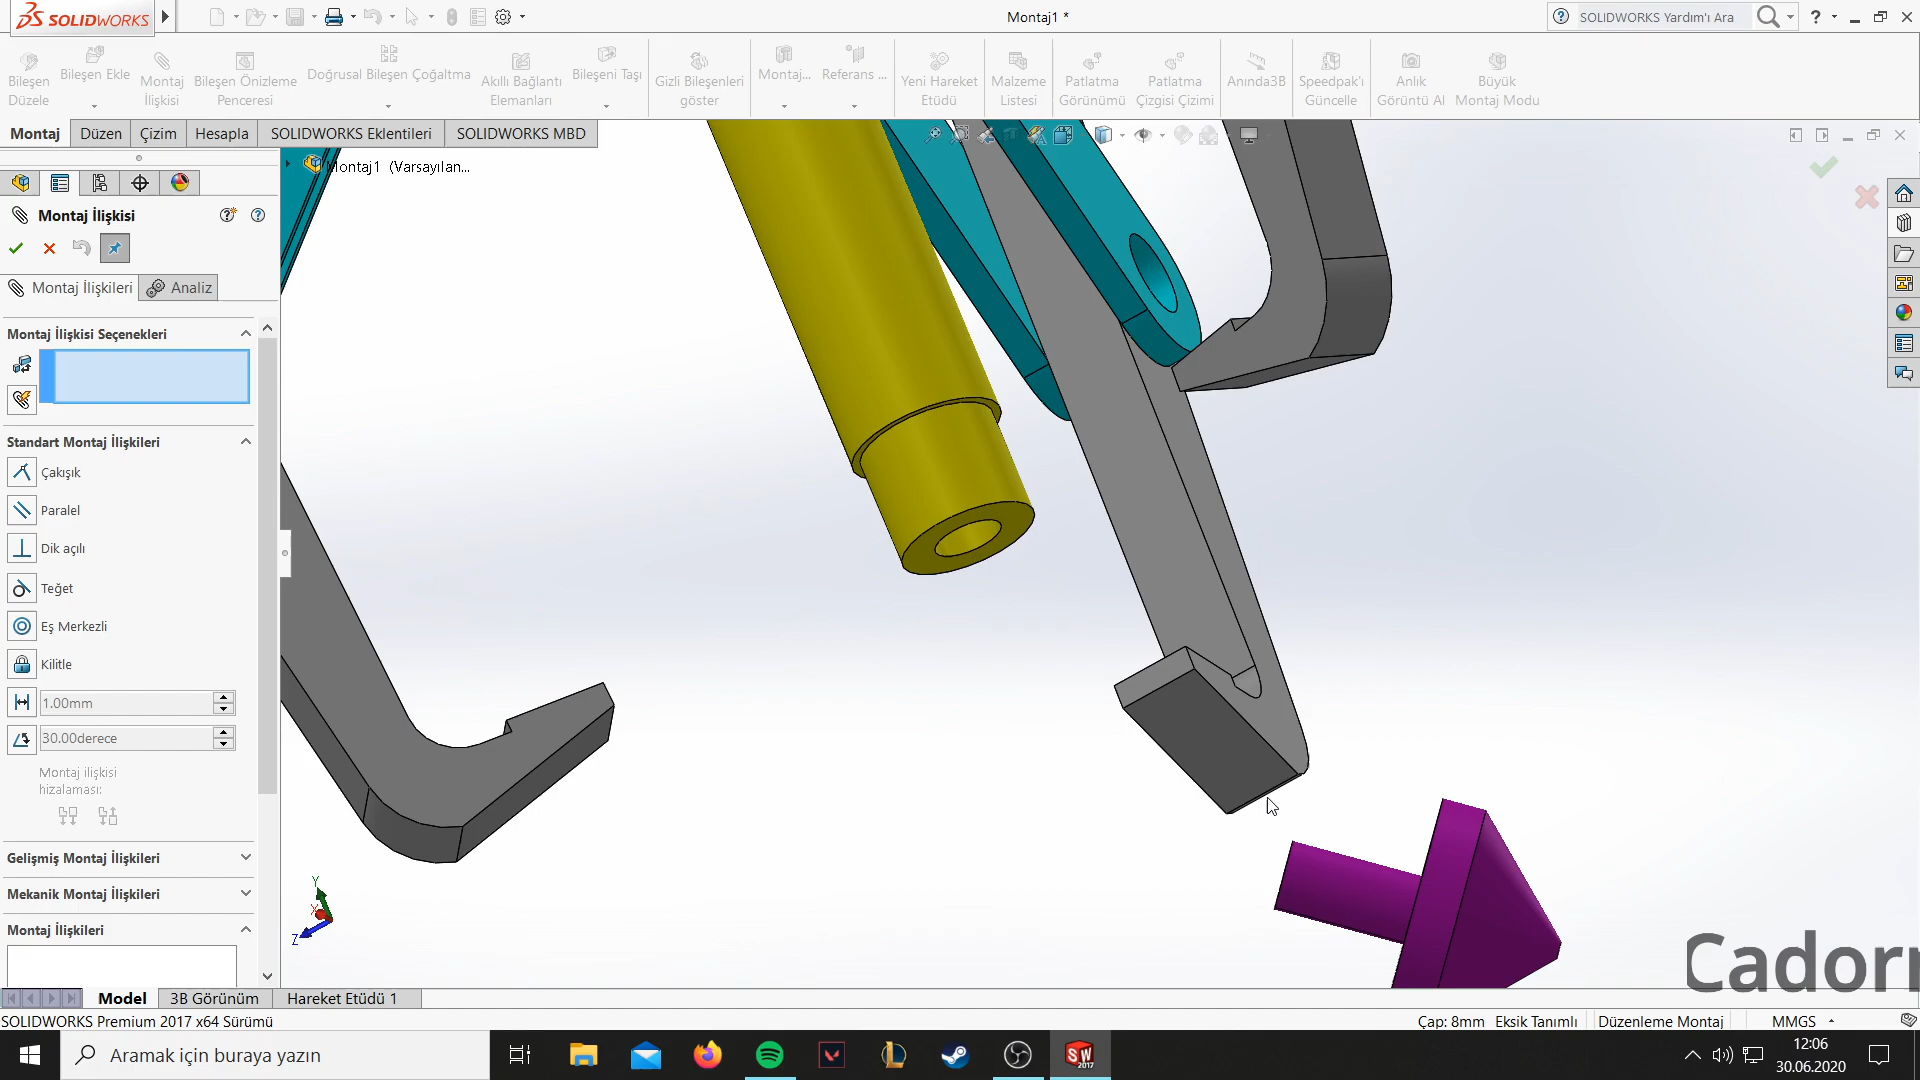 SOLIDWORKS
Montaj1 *
SOLIDWORKS Yardım'ı Ara
Bileşen Düzele
Bileşen Ekle
Montaj İlişkisi
Bileşen Önizleme Penceresi
Doğrusal Bileşen Çoğaltma
Akıllı Bağlantı Elemanları
Bileşeni Taşı
Gizli Bileşenleri göster
Montaj...
Referans ...
Yeni Hareket Etüdü
Malzeme Listesi
Patlatma Görünümü
Patlatma Çizgisi Çizimi
Anında3B
Speedpak'ı Güncelle
Anlık Görüntü Al
Büyük Montaj Modu
Montaj
Düzen
Çizim
Hesapla
SOLIDWORKS Eklentileri
SOLIDWORKS MBD
Montaj1 (Varsayılan...
Montaj İlişkisi
Montaj İlişkileri
Analiz
Montaj İlişkisi Seçenekleri
Standart Montaj İlişkileri
Çakışık
Paralel
Dik açılı
Teğet
Eş Merkezli
Kilitle
1.00mm
30.00derece
Montaj ilişkisi
hizalaması:
Gelişmiş Montaj İlişkileri
Mekanik Montaj İlişkileri
Montaj İlişkileri
Y
X
Z
Cadorn
Model
3B Görünüm
Hareket Etüdü 1
SOLIDWORKS Premium 2017 x64 Sürümü
Çap: 8mm
Eksik Tanımlı
Düzenleme Montaj
MMGS
Aramak için buraya yazın
SW
2017
12:06
30.06.2020